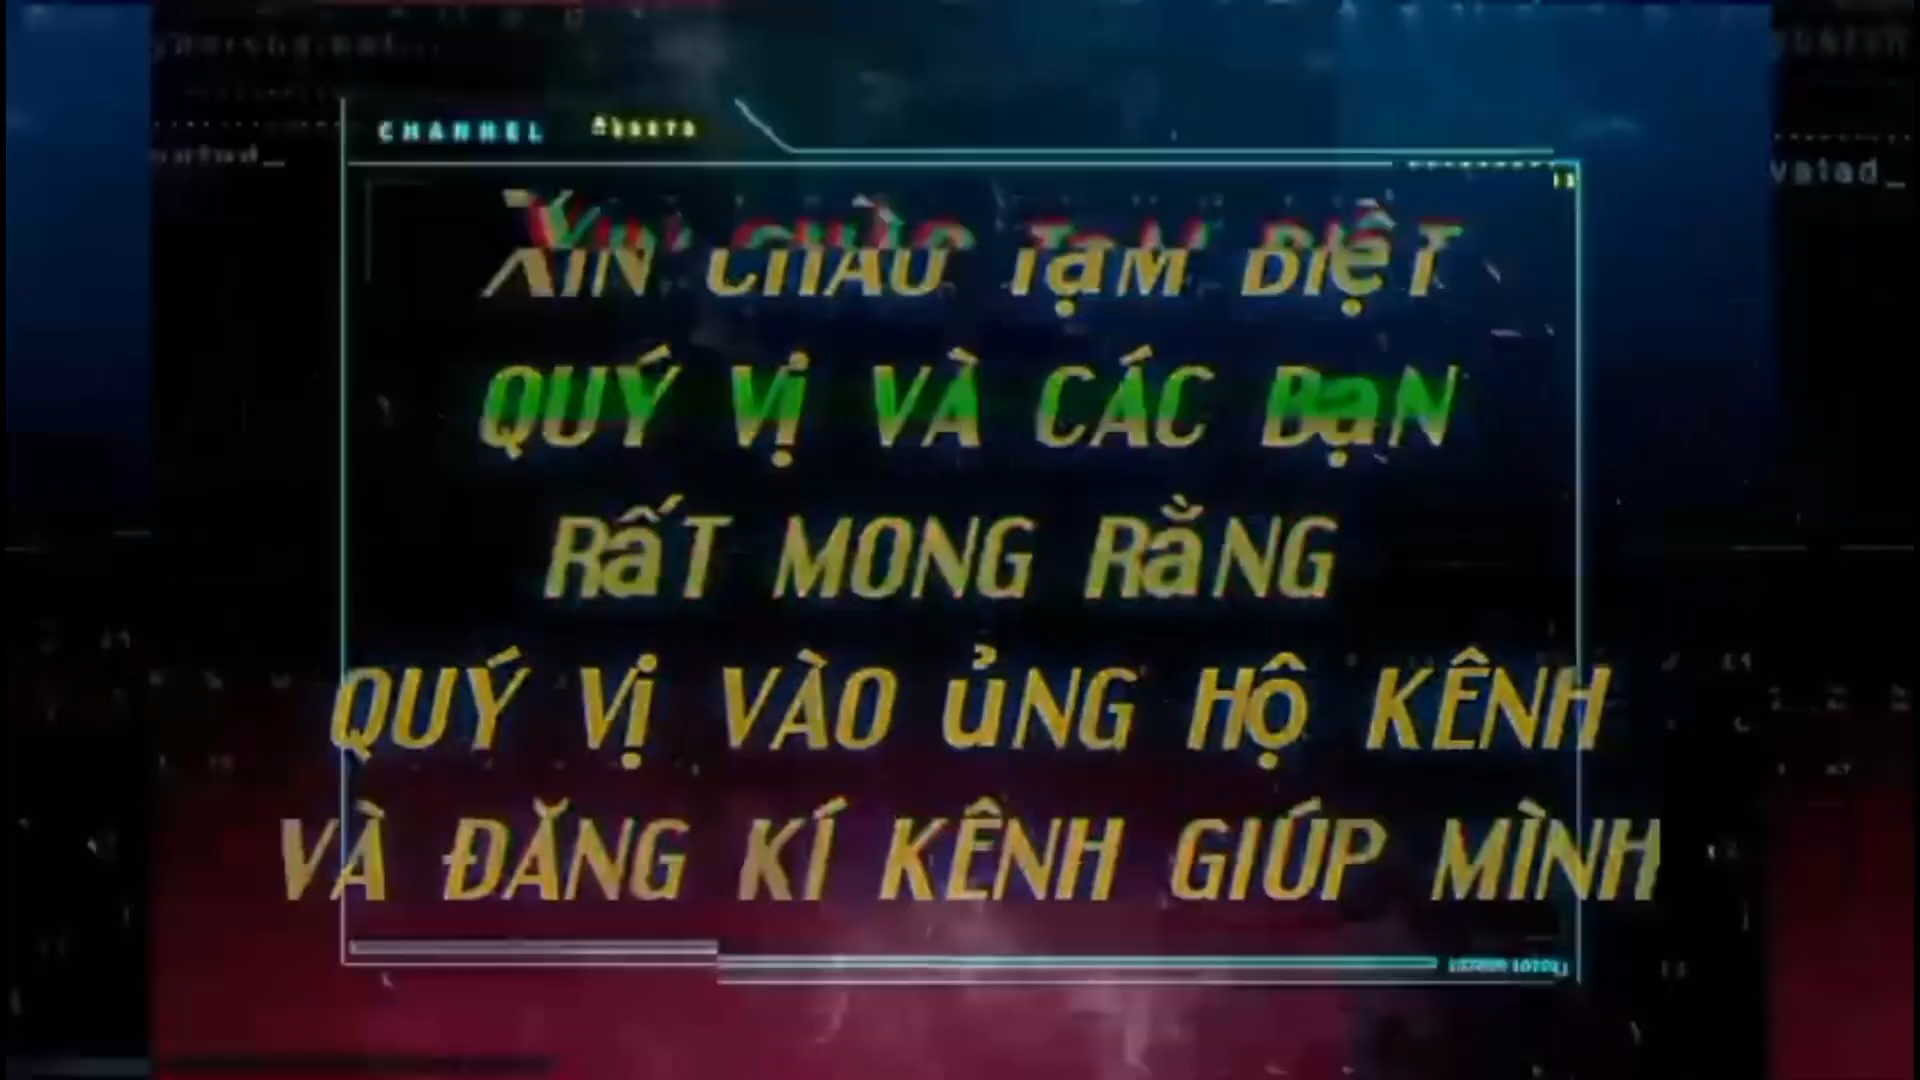 CHANNEL
XIN CHÀO TẠM BIỆT
QUÝ VỊ VÀ CÁC BẠN
RẤT MONG RẰNG
QUÝ VỊ VÀO ỦNG HỘ KÊNH
VÀ ĐĂNG KÍ KÊNH GIÚP MÌNH